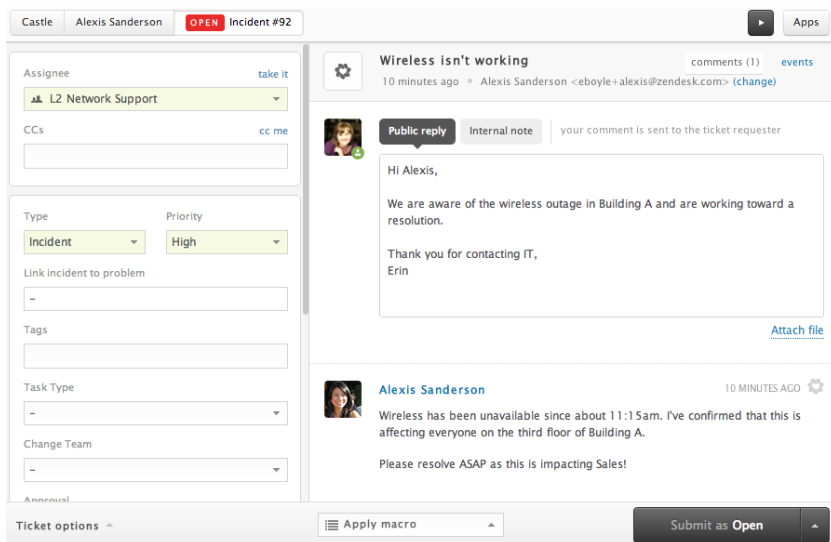 Castle
Alexis Sanderson
OPEN Incident #92
Apps
Assignee
take it
L2 Network Support
CCs
cc me
Type
Priority
Incident
High
Link incident to problem
–
Tags
Task Type
–
Change Team
–
Approval
Ticket options
Wireless isn't working
comments (1)
events
10 minutes ago
Alexis Sanderson <eboyle+alexis@zendesk.com> (change)
Public reply
Internal note
your comment is sent to the ticket requester
Hi Alexis,
We are aware of the wireless outage in Building A and are working toward a
resolution.
Thank you for contacting IT,
Erin
Attach file
Alexis Sanderson
10 MINUTES AGO
Wireless has been unavailable since about 11:15am. I've confirmed that this is
affecting everyone on the third floor of Building A.
Please resolve ASAP as this is impacting Sales!
Apply macro
Submit as Open